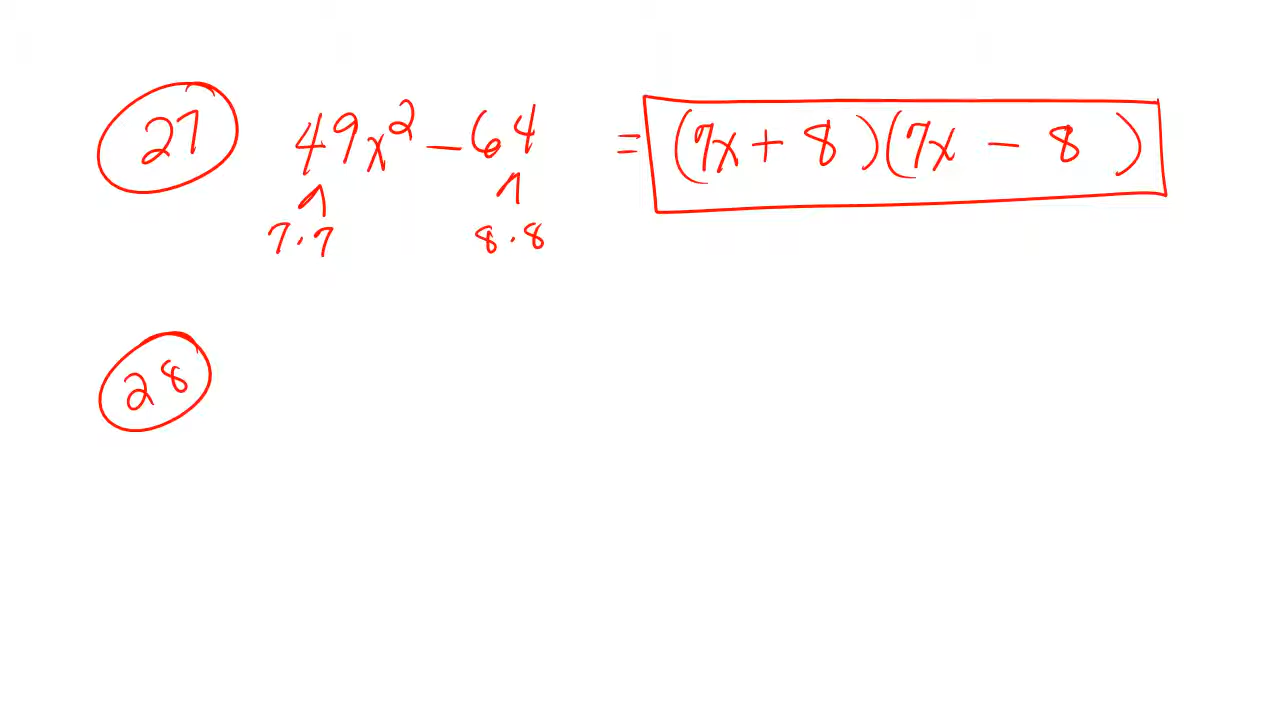 27 49x² - 64 = (7x + 8)(7x - 8)
7·7 8·8
28